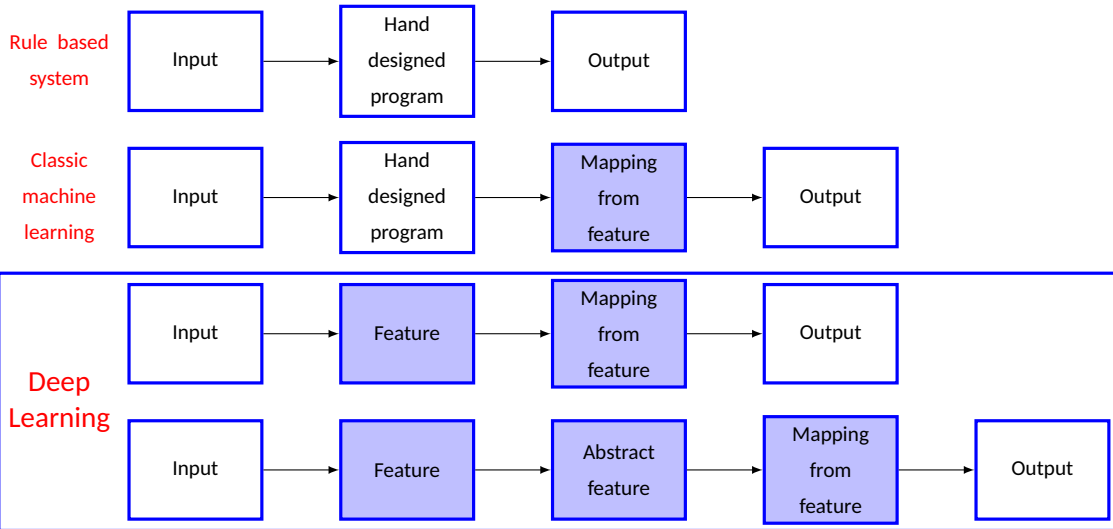 Rule based
system
Input
Hand
designed
program
Output
Classic
machine
learning
Input
Hand
designed
program
Mapping
from
feature
Output
Deep
Learning
Input
Feature
Mapping
from
feature
Output
Input
Feature
Abstract
feature
Mapping
from
feature
Output